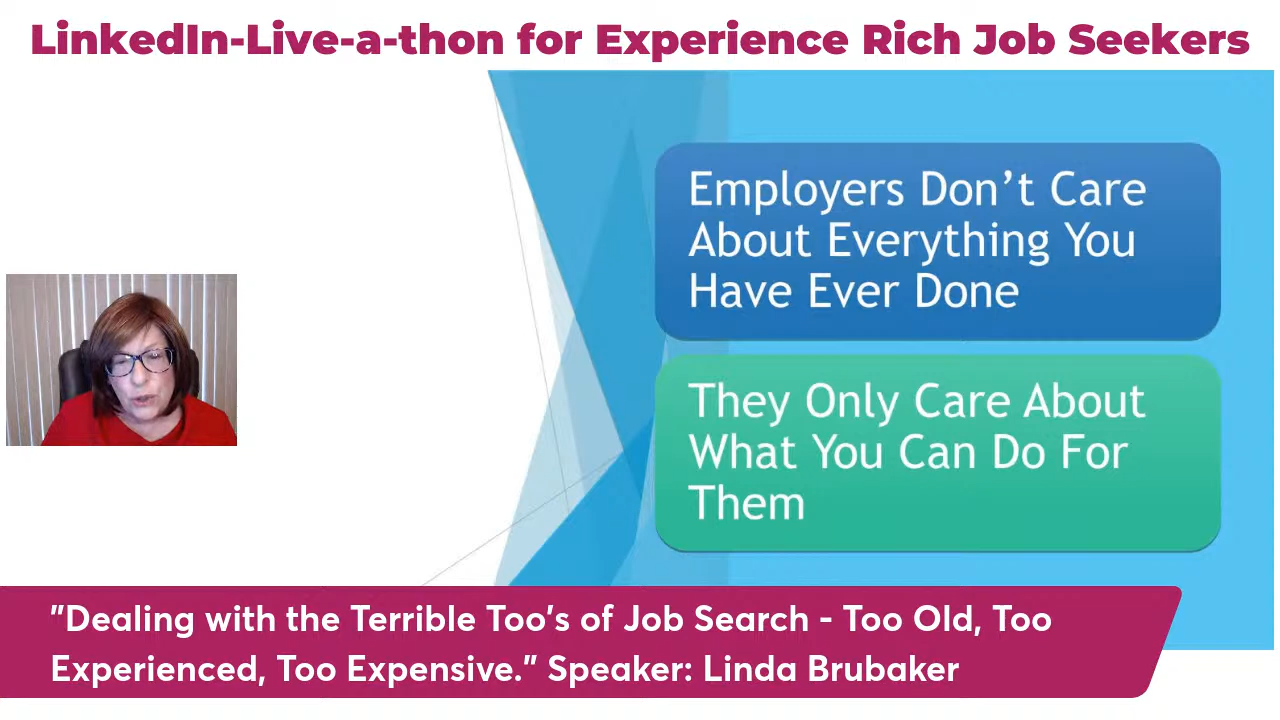 LinkedIn-Live-a-thon for Experience Rich Job Seekers
Employers Don’t Care
About Everything You
Have Ever Done
They Only Care About
What You Can Do For
Them
"Dealing with the Terrible Too's of Job Search - Too Old, Too
Experienced, Too Expensive." Speaker: Linda Brubaker